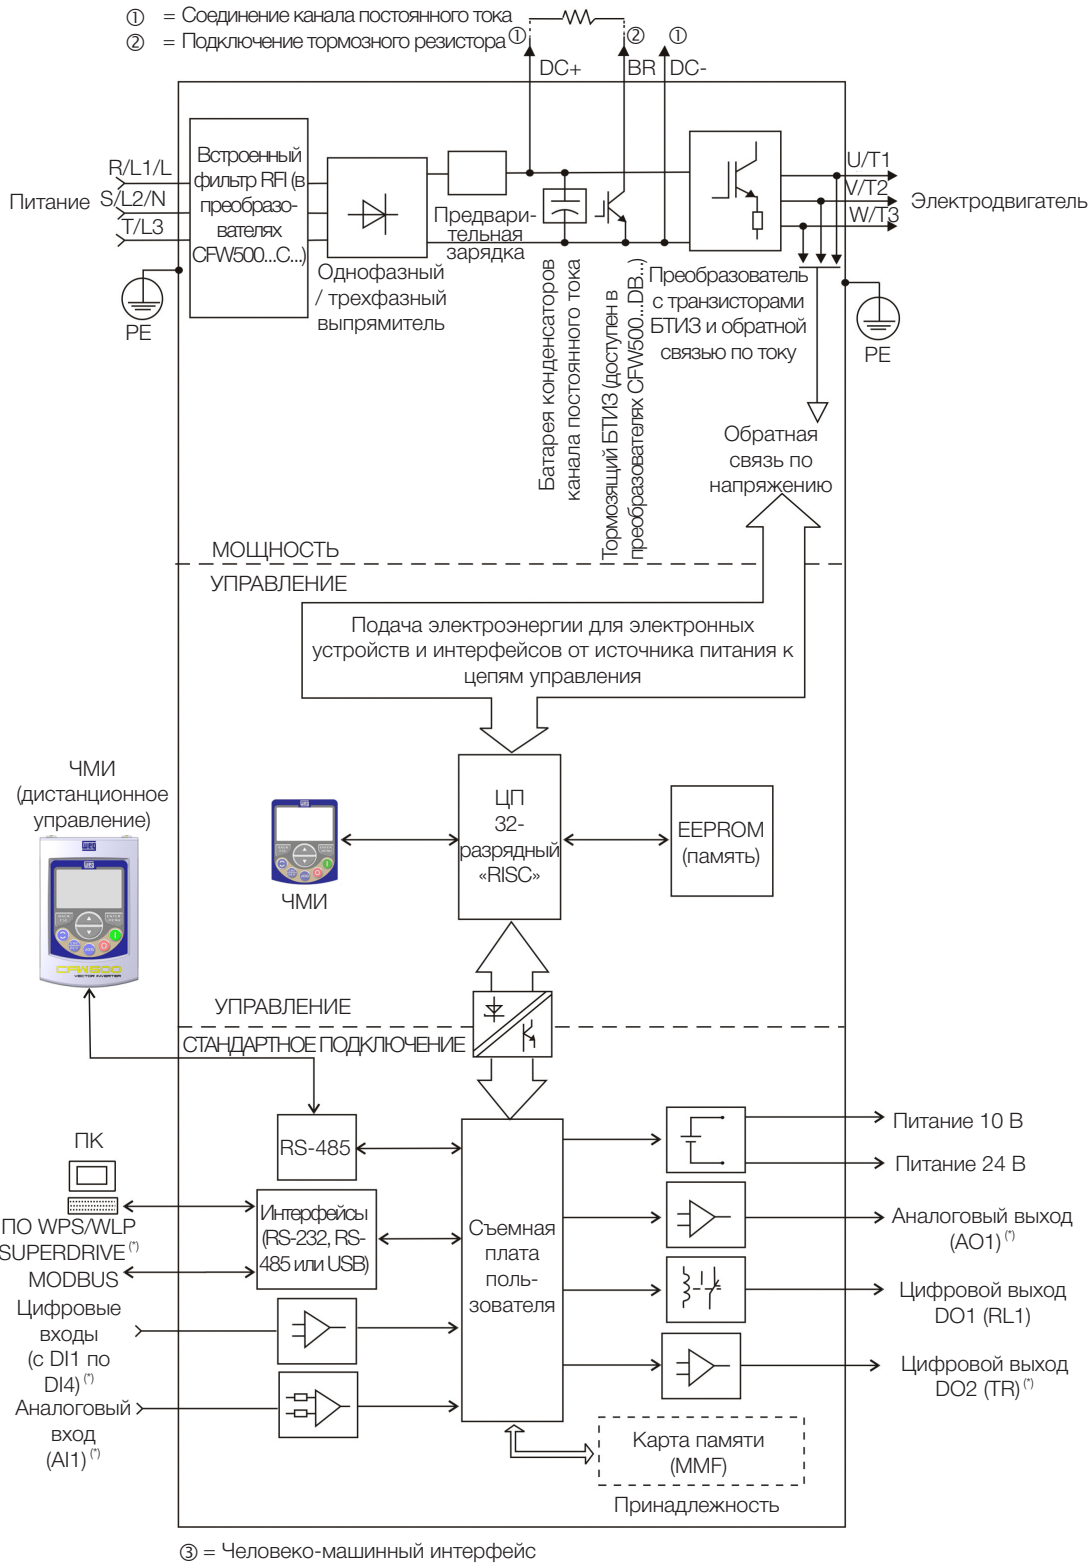 ① = Соединение канала постоянного тока
② = Подключение тормозного резистора
①
②
①
DC+
BR
DC-
Питание
R/L1/L
S/L2/N
T/L3
PE
Встроенный
фильтр RFI (в
преобразо-
вателях
CFW500...C...)
Однофазный
/ трехфазный
выпрямитель
Предвари-
тельная
зарядка
Батарея конденсаторов
канала постоянного тока
Тормозящий БТИЗ (доступен в
преобразователях CFW500...DB...)
Преобразователь
с транзисторами
БТИЗ и обратной
связью по току
U/T1
V/T2
W/T3
Электродвигатель
PE
Обратная
связь по
напряжению
МОЩНОСТЬ
УПРАВЛЕНИЕ
Подача электроэнергии для электронных
устройств и интерфейсов от источника питания к
цепям управления
ЧМИ
(дистанционное
управление)
CFW500
VECTOR INVERTER
ЧМИ
ЦП
32-
разрядный
«RISC»
EEPROM
(память)
УПРАВЛЕНИЕ
СТАНДАРТНОЕ ПОДКЛЮЧЕНИЕ
RS-485
ПК
ПО WPS/WLP
SUPERDRIVE (*)
MODBUS
Интерфейсы
(RS-232, RS-
485 или USB)
Цифровые
входы
(с DI1 по
DI4) (*)
Аналоговый
вход
(AI1) (*)
Съемная
плата
поль-
зователя
Питание 10 В
Питание 24 В
Аналоговый выход
(AO1) (*)
Цифровой выход
DO1 (RL1)
Цифровой выход
DO2 (TR) (*)
Карта памяти
(MMF)
Принадлежность
③ = Человеко-машинный интерфейс